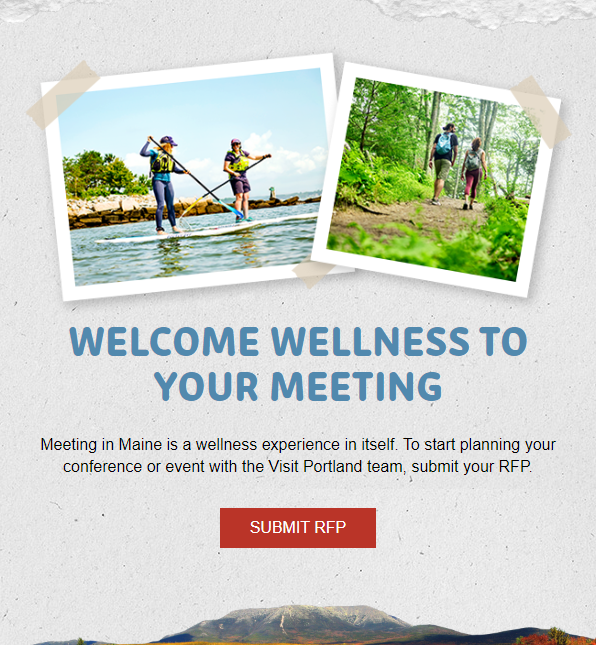 WELCOME WELLNESS TO
YOUR MEETING
Meeting in Maine is a wellness experience in itself. To start planning your
conference or event with the Visit Portland team, submit your RFP.
SUBMIT RFP